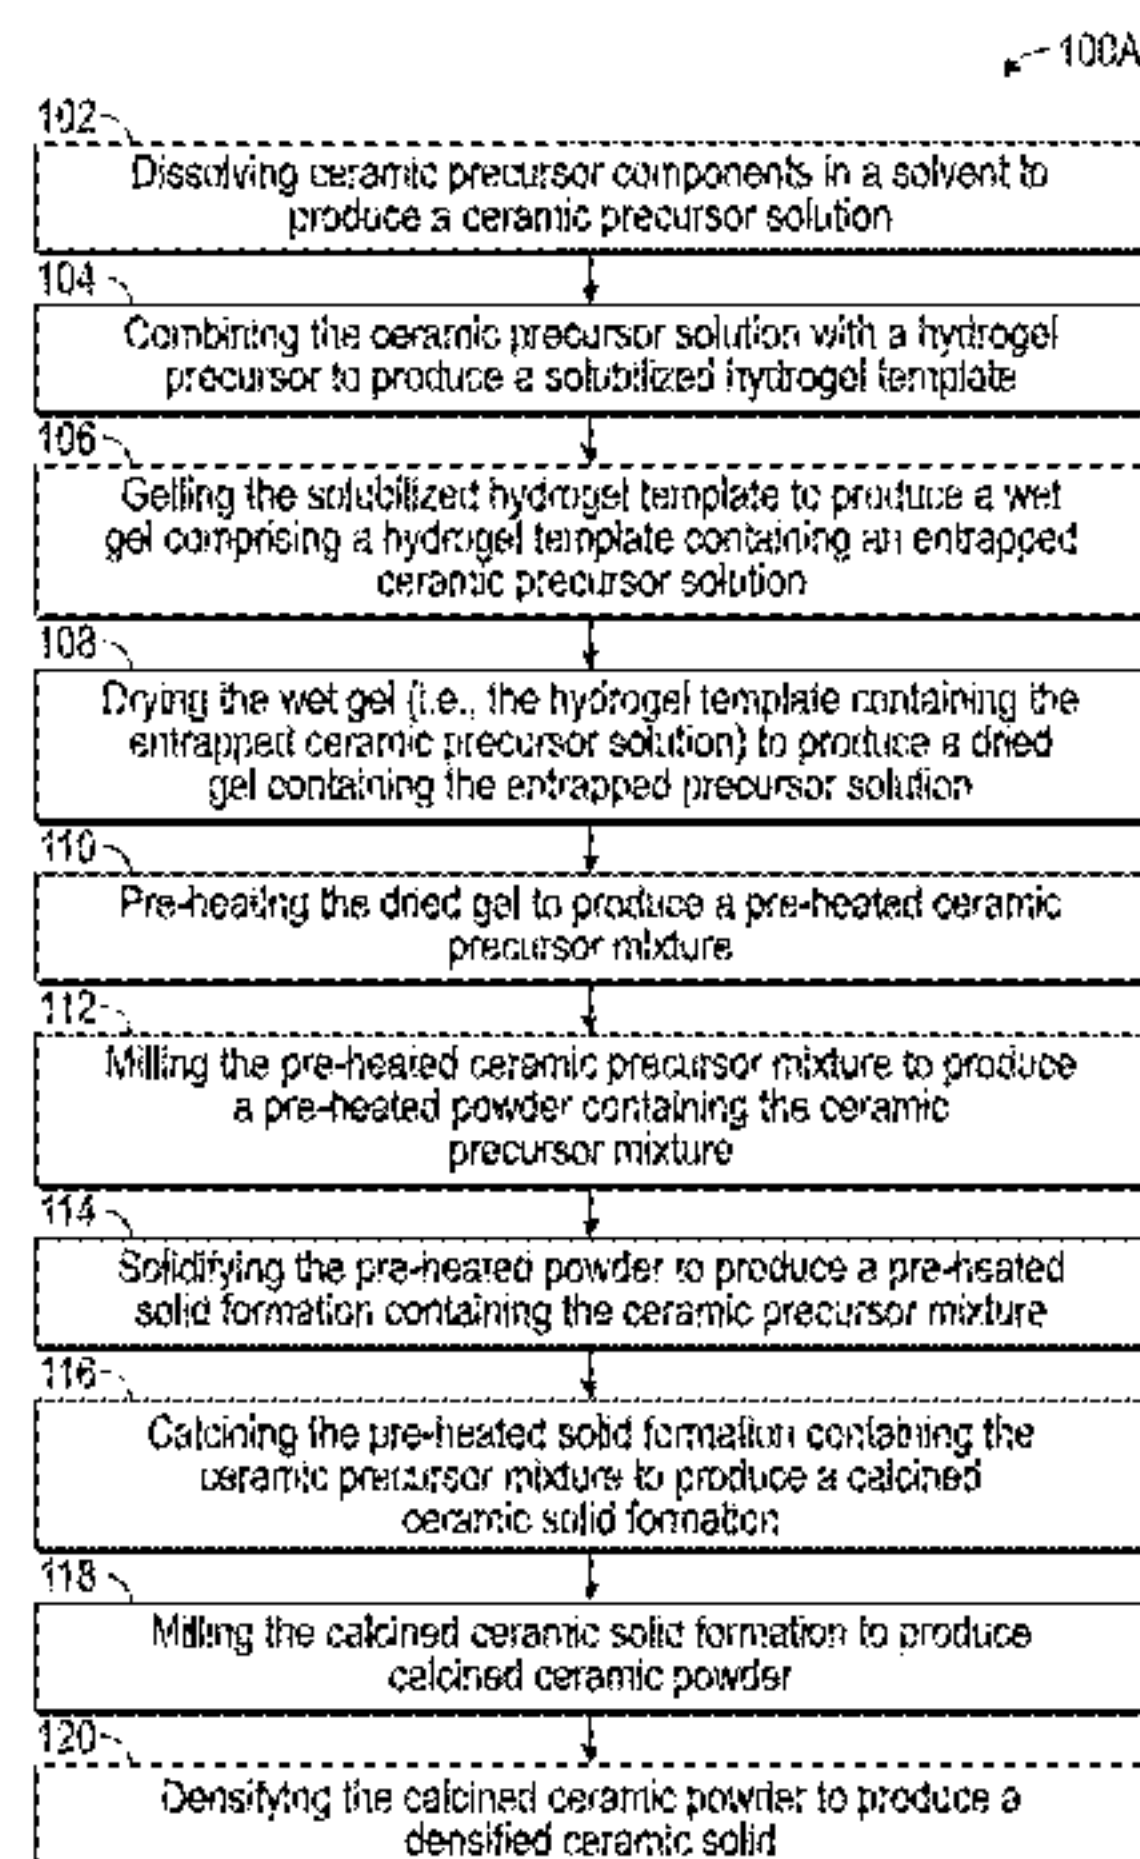 100A
102
Dissolving ceramic precursor components in a solvent to
produce a ceramic precursor solution
104
Combining the ceramic precursor solution with a hydrogel
precursor to produce a solubilized hydrogel template
106
Gelling the solubilized hydrogel template to produce a wet
gel comprising a hydrogel template containing an entrapped
ceramic precursor solution
108
Drying the wet gel (i.e., the hydrogel template containing the
entrapped ceramic precursor solution) to produce a dried
gel containing the entrapped precursor solution
110
Pre-heating the dried gel to produce a pre-heated ceramic
precursor mixture
112
Milling the pre-heated ceramic precursor mixture to produce
a pre-heated powder containing the ceramic
precursor mixture
114
Solidifying the pre-heated powder to produce a pre-heated
solid formation containing the ceramic precursor mixture
116
Calcining the pre-heated solid formation containing the
ceramic precursor mixture to produce a calcined
ceramic solid formation
118
Milling the calcined ceramic solid formation to produce
calcined ceramic powder
120
Densifying the calcined ceramic powder to produce a
densified ceramic solid